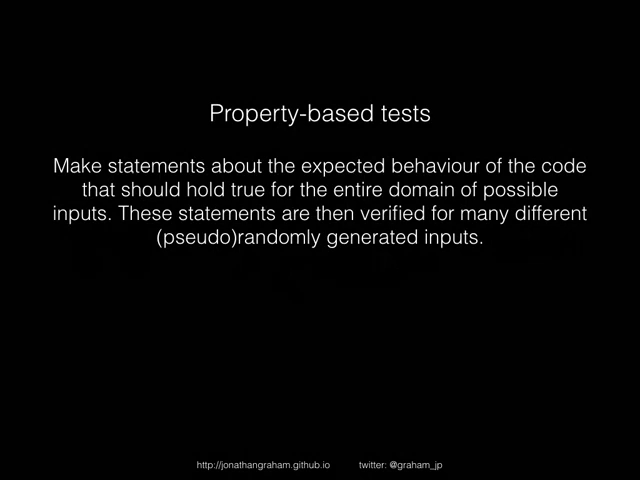 Property-based tests
Make statements about the expected behaviour of the code
that should hold true for the entire domain of possible
inputs. These statements are then verified for many different
(pseudo)randomly generated inputs.
http://jonathangraham.github.io twitter: @graham_jp